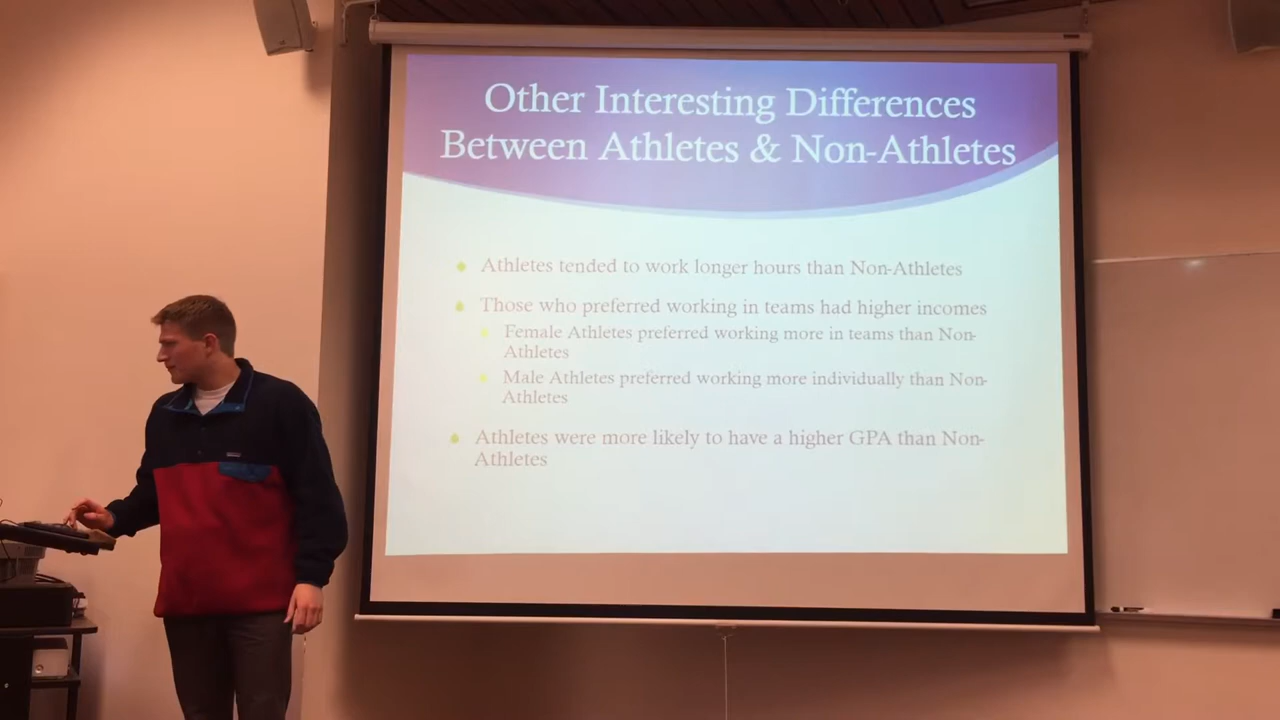 Other Interesting Differences
Between Athletes & Non-Athletes
Athletes tended to work longer hours than Non-Athletes
Those who preferred working in teams had higher incomes
Female Athletes preferred working more in teams than Non-
Athletes
Male Athletes preferred working more individually than Non-
Athletes
Athletes were more likely to have a higher GPA than Non-
Athletes